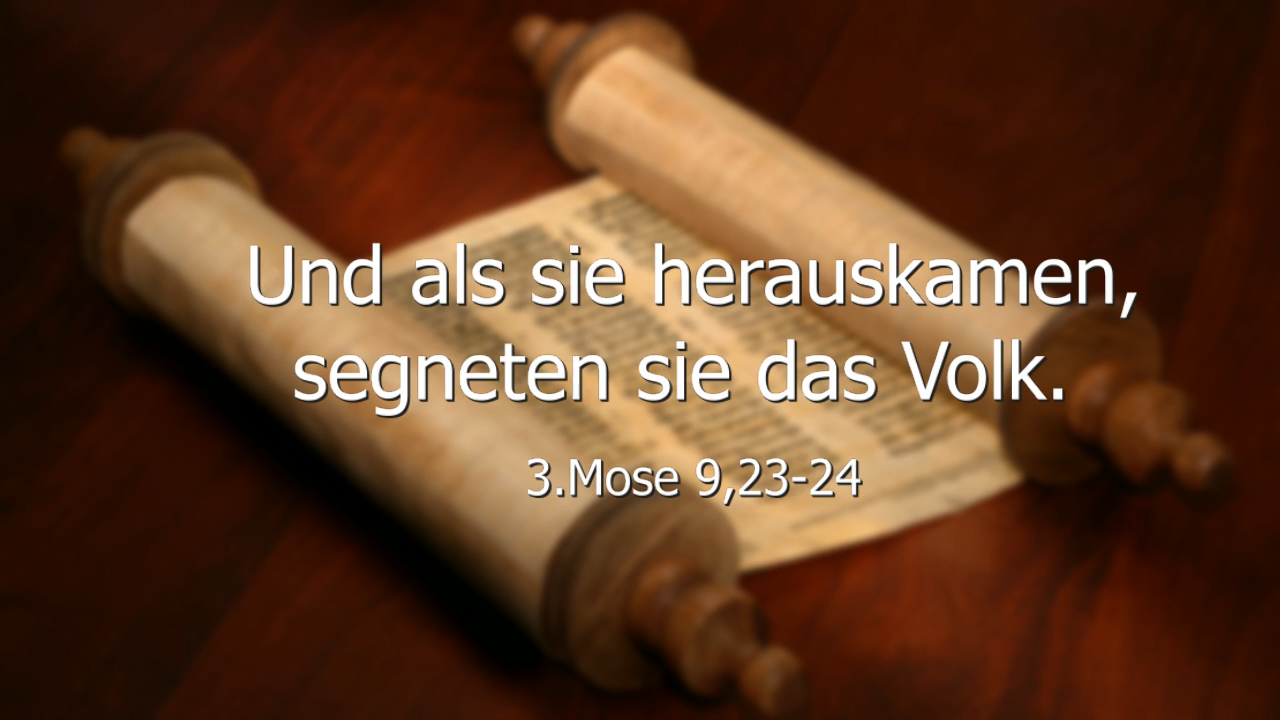 Und als sie herauskamen,
segneten sie das Volk.
3.Mose 9,23-24